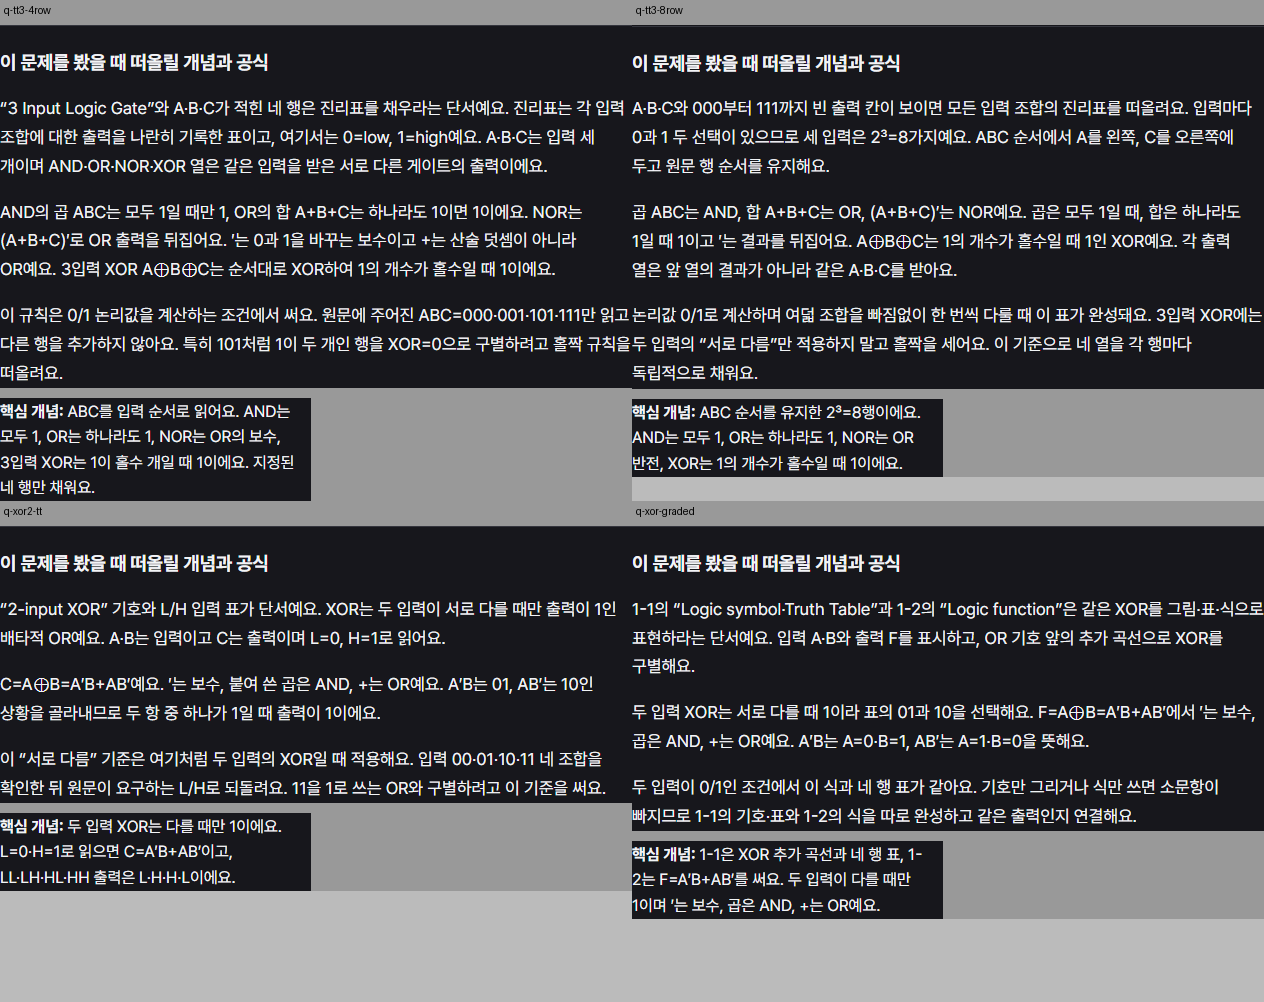 q-tt3-4row
이 문제를 봤을 때 떠올릴 개념과 공식
“3 Input Logic Gate”와 A·B·C가 적힌 네 행은 진리표를 채우라는 단서예요. 진리표는 각 입력
조합에 대한 출력을 나란히 기록한 표이고, 여기서는 0=low, 1=high예요. A·B·C는 입력 세
개이며 AND·OR·NOR·XOR 열은 같은 입력을 받은 서로 다른 게이트의 출력이에요.
AND의 곱 ABC는 모두 1일 때만 1, OR의 합 A+B+C는 하나라도 1이면 1이에요. NOR는
(A+B+C)′로 OR 출력을 뒤집어요. ′는 0과 1을 바꾸는 보수이고 +는 산술 덧셈이 아니라
OR예요. 3입력 XOR A⨁B⨁C는 순서대로 XOR하여 1의 개수가 홀수일 때 1이에요.
이 규칙은 0/1 논리값을 계산하는 조건에서 써요. 원문에 주어진 ABC=000·001·101·111만 읽고
다른 행을 추가하지 않아요. 특히 101처럼 1이 두 개인 행을 XOR=0으로 구별하려고 홀짝 규칙을
떠올려요.
핵심 개념: ABC를 입력 순서로 읽어요. AND는
모두 1, OR는 하나라도 1, NOR는 OR의 보수,
3입력 XOR는 1이 홀수 개일 때 1이에요. 지정된
네 행만 채워요.
q-tt3-8row
이 문제를 봤을 때 떠올릴 개념과 공식
A·B·C와 000부터 111까지 빈 출력 칸이 보이면 모든 입력 조합의 진리표를 떠올려요. 입력마다
0과 1 두 선택이 있으므로 세 입력은 2³=8가지예요. ABC 순서에서 A를 왼쪽, C를 오른쪽에
두고 원문 행 순서를 유지해요.
곱 ABC는 AND, 합 A+B+C는 OR, (A+B+C)′는 NOR예요. 곱은 모두 1일 때, 합은 하나라도
1일 때 1이고 ′는 결과를 뒤집어요. A⨁B⨁C는 1의 개수가 홀수일 때 1인 XOR예요. 각 출력
열은 앞 열의 결과가 아니라 같은 A·B·C를 받아요.
논리값 0/1로 계산하며 여덟 조합을 빠짐없이 한 번씩 다룰 때 이 표가 완성돼요. 3입력 XOR에는
두 입력의 “서로 다름”만 적용하지 말고 홀짝을 세어요. 이 기준으로 네 열을 각 행마다
독립적으로 채워요.
핵심 개념: ABC 순서를 유지한 2³=8행이에요.
AND는 모두 1, OR는 하나라도 1, NOR는 OR
반전, XOR는 1의 개수가 홀수일 때 1이에요.
q-xor2-tt
이 문제를 봤을 때 떠올릴 개념과 공식
“2-input XOR” 기호와 L/H 입력 표가 단서예요. XOR는 두 입력이 서로 다를 때만 출력이 1인
배타적 OR예요. A·B는 입력이고 C는 출력이며 L=0, H=1로 읽어요.
C=A⨁B=A′B+AB′예요. ′는 보수, 붙여 쓴 곱은 AND, +는 OR예요. A′B는 01, AB′는 10인
상황을 골라내므로 두 항 중 하나가 1일 때 출력이 1이에요.
이 “서로 다름” 기준은 여기처럼 두 입력의 XOR일 때 적용해요. 입력 00·01·10·11 네 조합을
확인한 뒤 원문이 요구하는 L/H로 되돌려요. 11을 1로 쓰는 OR와 구별하려고 이 기준을 써요.
핵심 개념: 두 입력 XOR는 다를 때만 1이에요.
L=0·H=1로 읽으면 C=A′B+AB′이고,
LL·LH·HL·HH 출력은 L·H·H·L이에요.
q-xor-graded
이 문제를 봤을 때 떠올릴 개념과 공식
1-1의 “Logic symbol·Truth Table”과 1-2의 “Logic function”은 같은 XOR를 그림·표·식으로
표현하라는 단서예요. 입력 A·B와 출력 F를 표시하고, OR 기호 앞의 추가 곡선으로 XOR를
구별해요.
두 입력 XOR는 서로 다를 때 1이라 표의 01과 10을 선택해요. F=A⨁B=A′B+AB′에서 ′는 보수,
곱은 AND, +는 OR예요. A′B는 A=0·B=1, AB′는 A=1·B=0을 뜻해요.
두 입력이 0/1인 조건에서 이 식과 네 행 표가 같아요. 기호만 그리거나 식만 쓰면 소문항이
빠지므로 1-1의 기호·표와 1-2의 식을 따로 완성하고 같은 출력인지 연결해요.
핵심 개념: 1-1은 XOR 추가 곡선과 네 행 표, 1-
2는 F=A′B+AB′를 써요. 두 입력이 다를 때만
1이며 ′는 보수, 곱은 AND, +는 OR예요.